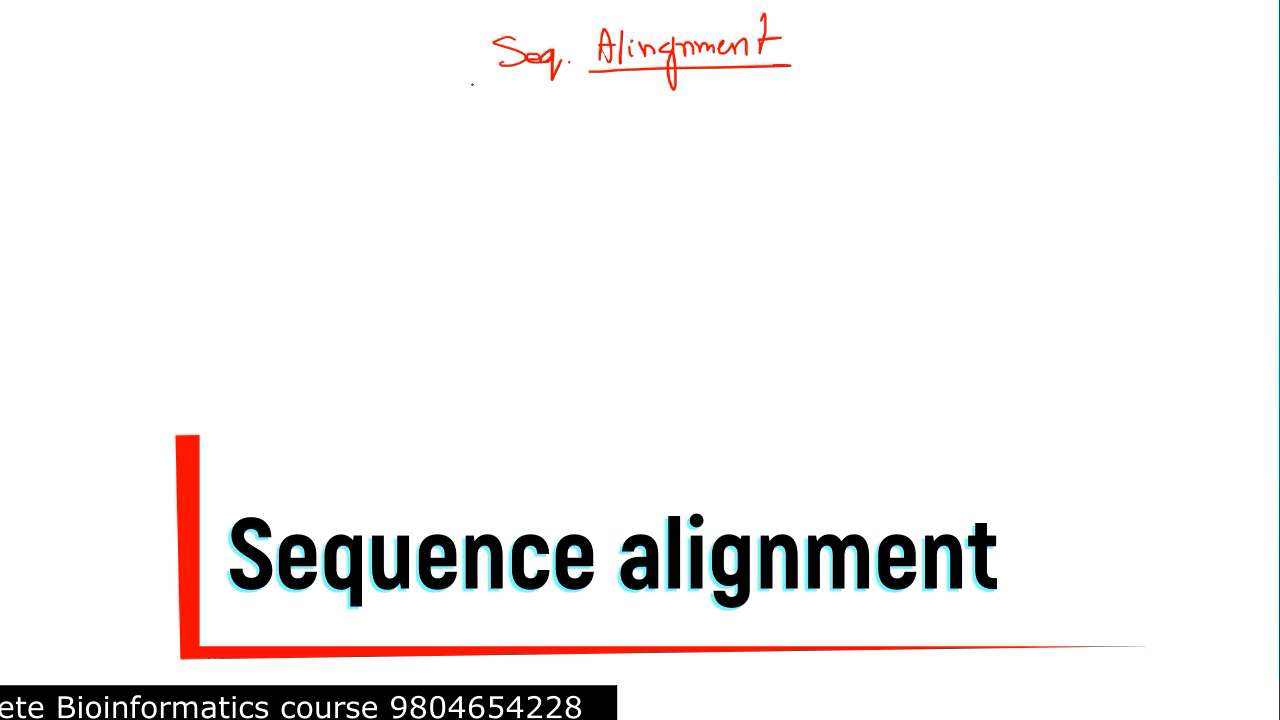 Seq. Alingnment
Sequence alignment
ete Bioinformatics course 9804654228